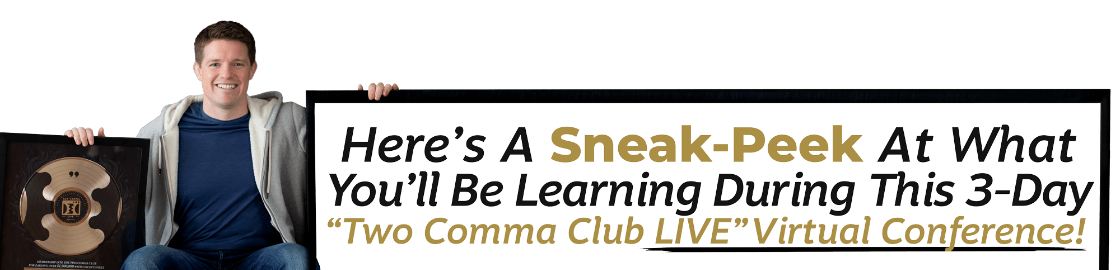 Here's A Sneak-Peek At What
You'll Be Learning During This 3-Day
“Two Comma Club LIVE” Virtual Conference!